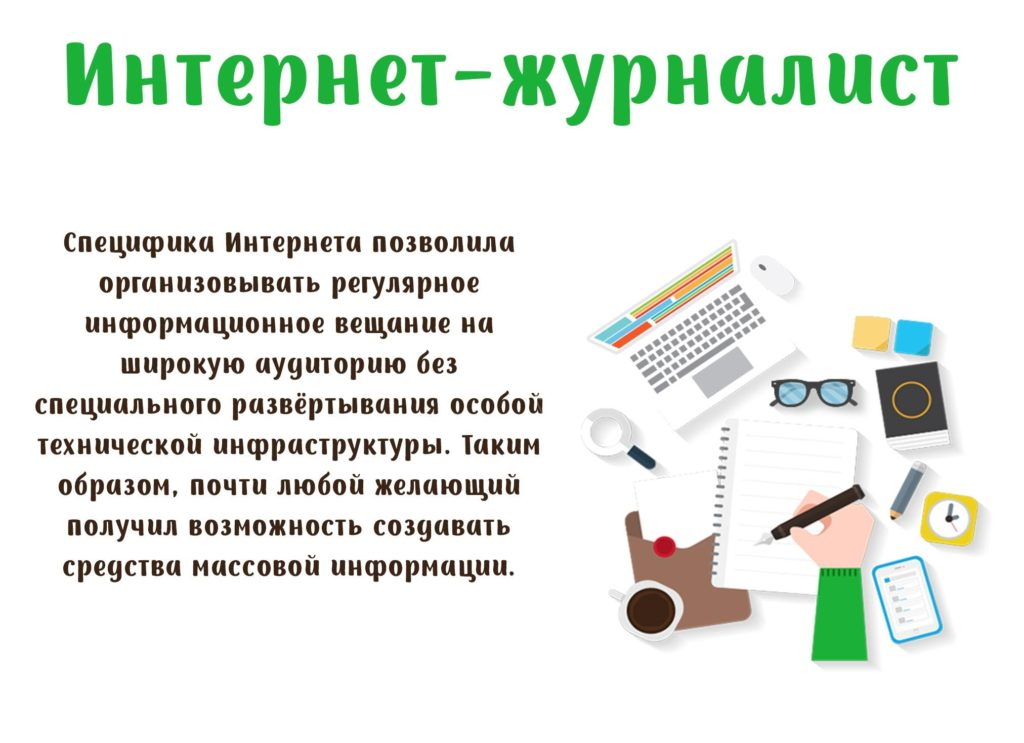 Интернет-журналист
Специфика Интернета позволила
организовывать регулярное
информационное вещание на
широкую аудиторию без
специального развёртывания особой
технической инфраструктуры. Таким
образом, почти любой желающий
получил возможность создавать
средства массовой информации.